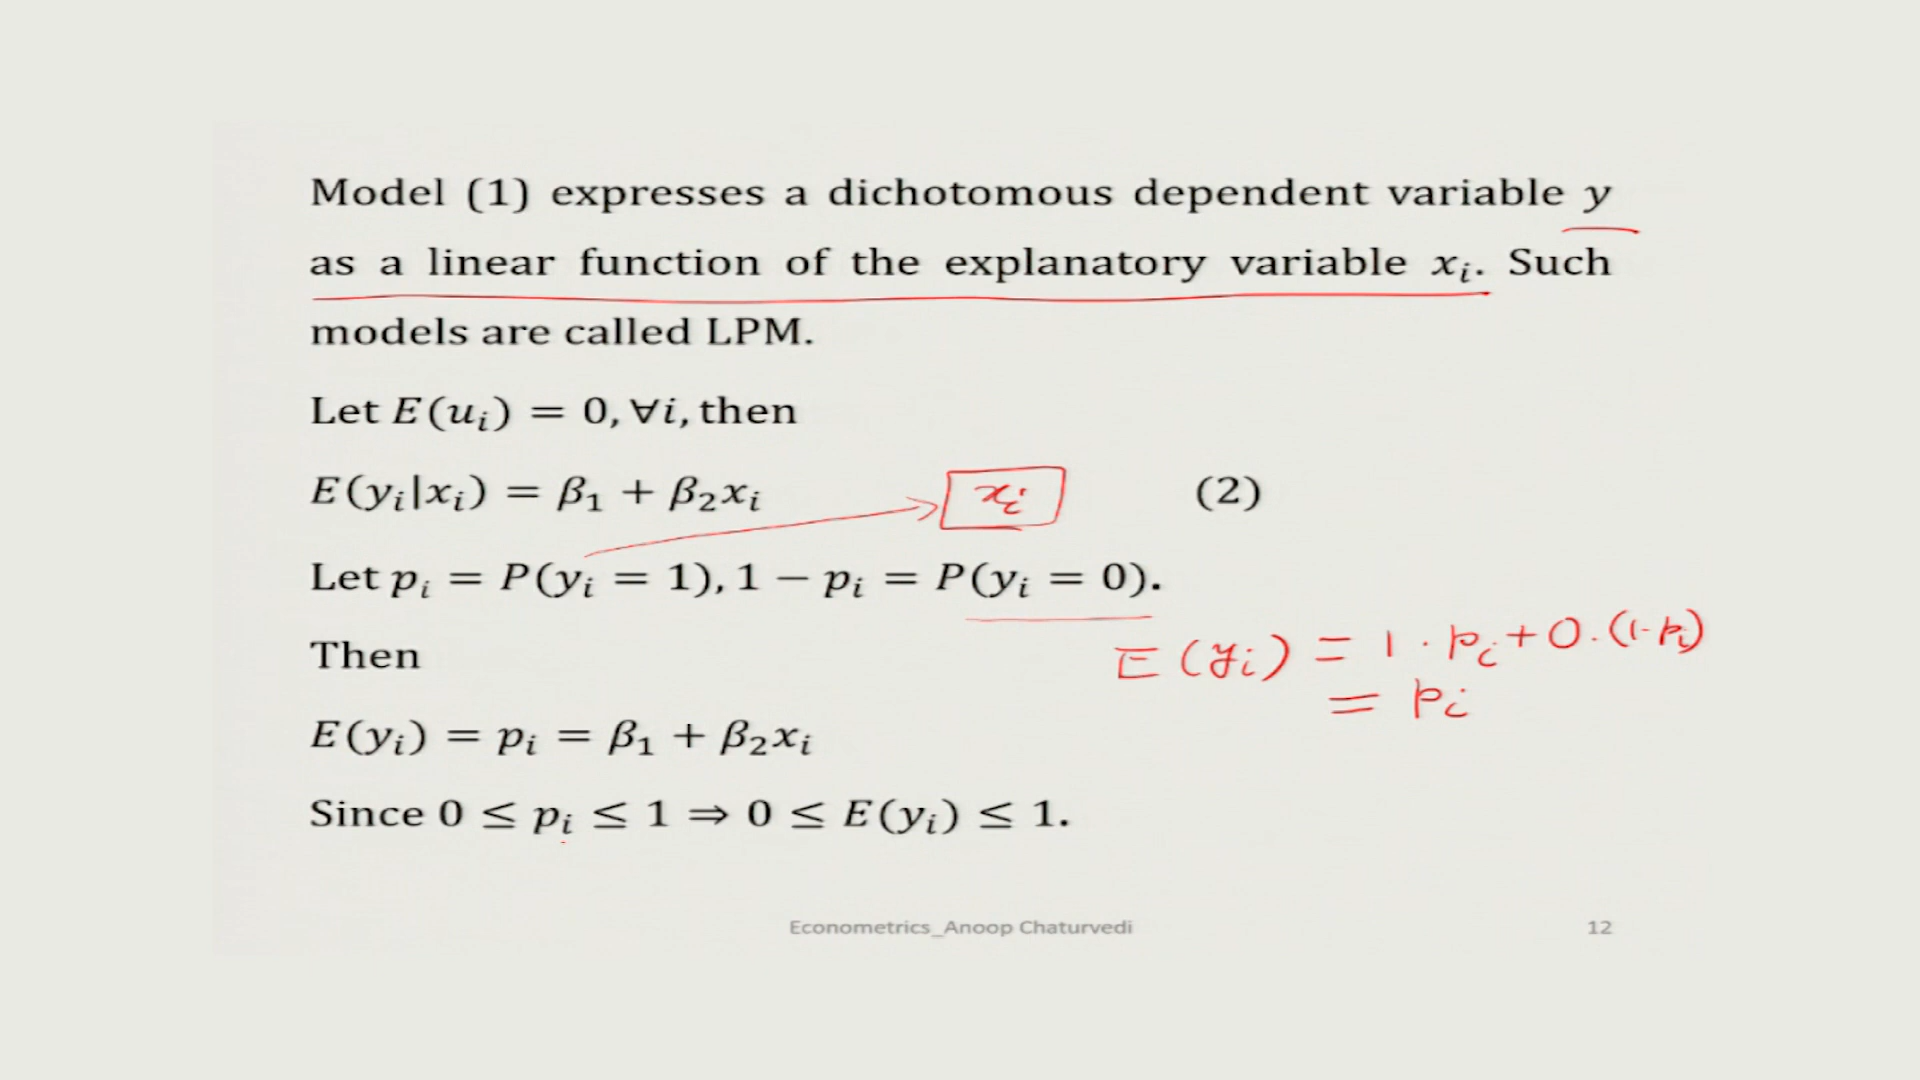 Model (1) expresses a dichotomous dependent variable y
as a linear function of the explanatory variable xᵢ. Such
models are called LPM.
Let E(uᵢ) = 0, ∀i, then
E(yᵢ|xᵢ) = β₁ + β₂xᵢ (2)
xᵢ
Let pᵢ = P(yᵢ = 1), 1 − pᵢ = P(yᵢ = 0).
Then
E(yᵢ) = 1 · pᵢ + 0 · (1 - pᵢ)
= pᵢ
E(yᵢ) = pᵢ = β₁ + β₂xᵢ
Since 0 ≤ pᵢ ≤ 1 ⇒ 0 ≤ E(yᵢ) ≤ 1.
Econometrics_Anoop Chaturvedi 12